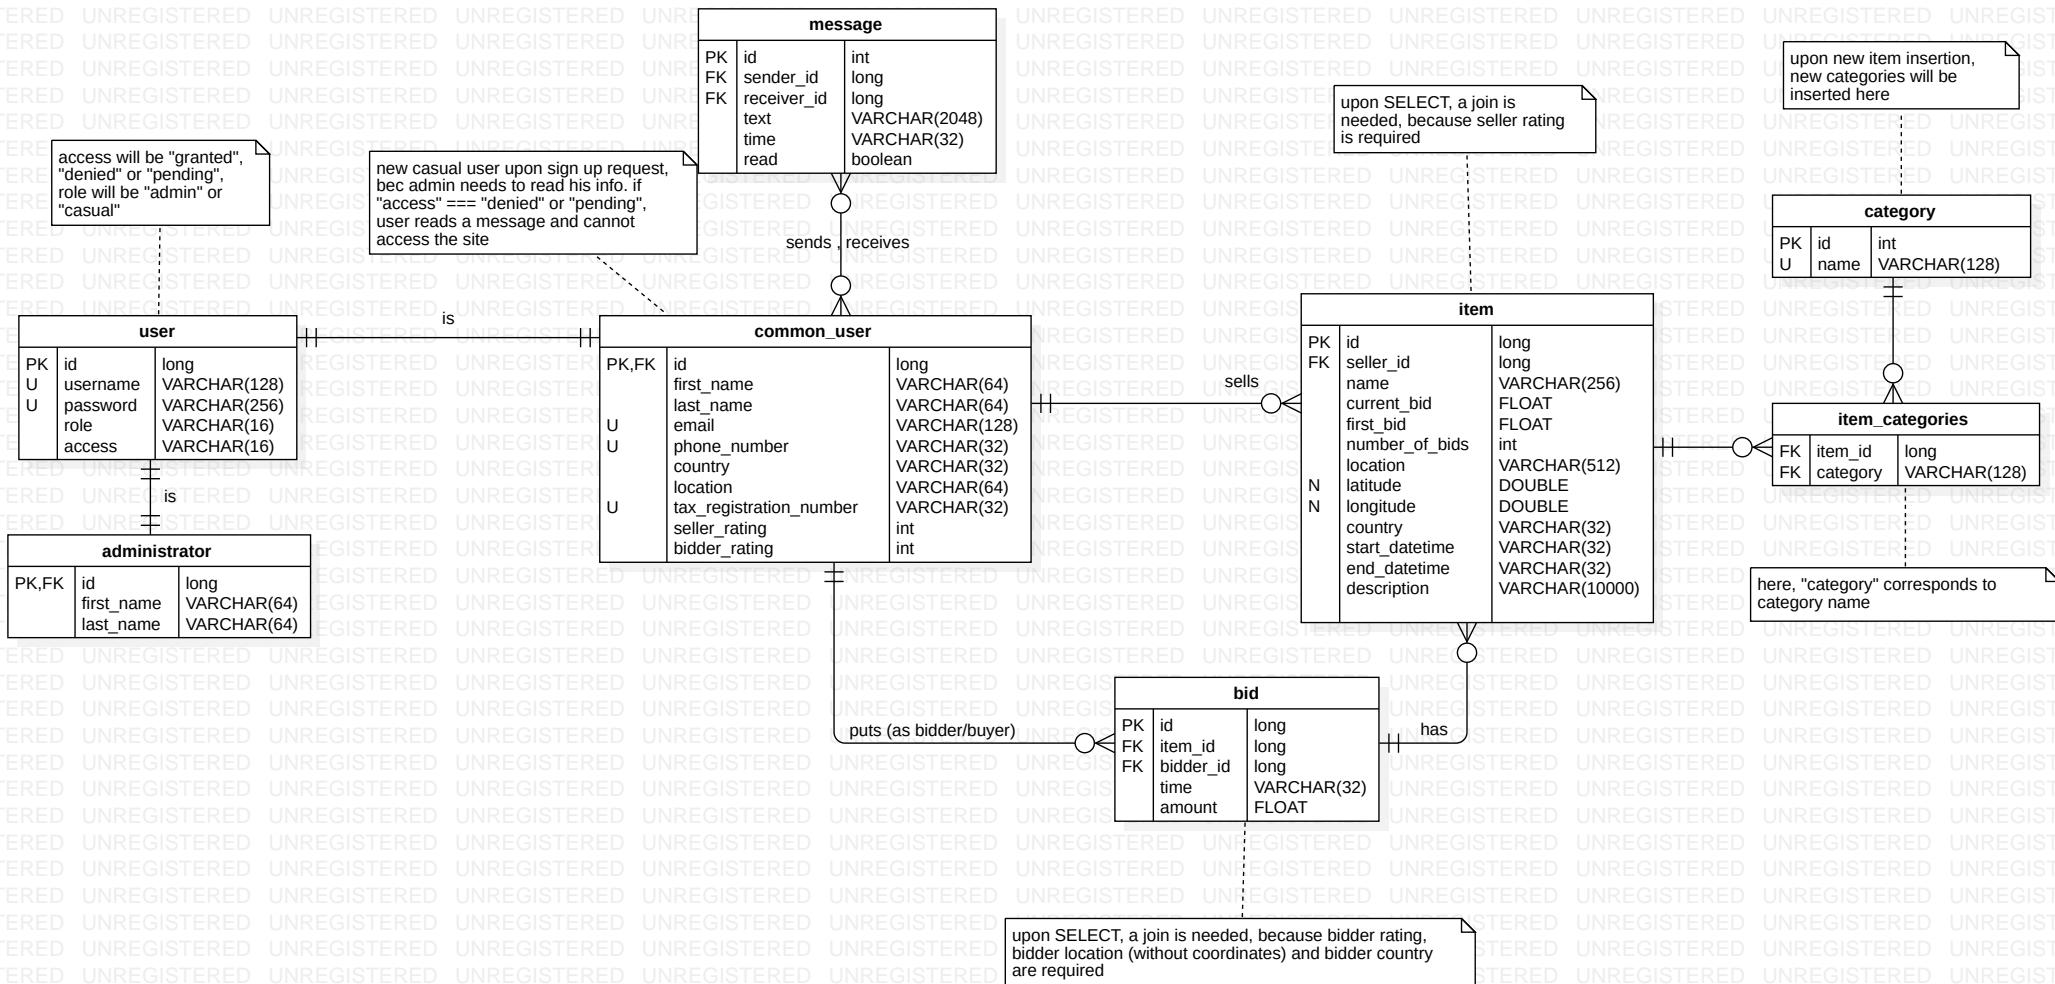 message
PK id int
FK sender_id long
FK receiver_id long
text VARCHAR(2048)
time VARCHAR(32)
read boolean
upon new item insertion,
new categories will be
inserted here
upon SELECT, a join is
needed, because seller rating
is required
access will be "granted",
"denied" or "pending",
role will be "admin" or
"casual"
new casual user upon sign up request,
bec admin needs to read his info. if
"access" === "denied" or "pending",
user reads a message and cannot
access the site
sends , receives
category
PK id int
U name VARCHAR(128)
user
PK id long
U username VARCHAR(128)
U password VARCHAR(256)
role VARCHAR(16)
access VARCHAR(16)
is
common_user
PK,FK id long
first_name VARCHAR(64)
last_name VARCHAR(64)
U email VARCHAR(128)
U phone_number VARCHAR(32)
country VARCHAR(32)
location VARCHAR(64)
U tax_registration_number VARCHAR(32)
seller_rating int
bidder_rating int
sells
item
PK id long
FK seller_id long
name VARCHAR(256)
current_bid FLOAT
first_bid FLOAT
number_of_bids int
location VARCHAR(512)
N latitude DOUBLE
N longitude DOUBLE
country VARCHAR(32)
start_datetime VARCHAR(32)
end_datetime VARCHAR(32)
description VARCHAR(10000)
item_categories
FK item_id long
FK category VARCHAR(128)
is
administrator
PK,FK id long
first_name VARCHAR(64)
last_name VARCHAR(64)
here, "category" corresponds to
category name
puts (as bidder/buyer)
bid
PK id long
FK item_id long
FK bidder_id long
time VARCHAR(32)
amount FLOAT
has
upon SELECT, a join is needed, because bidder rating,
bidder location (without coordinates) and bidder country
are required
UNREGISTERED